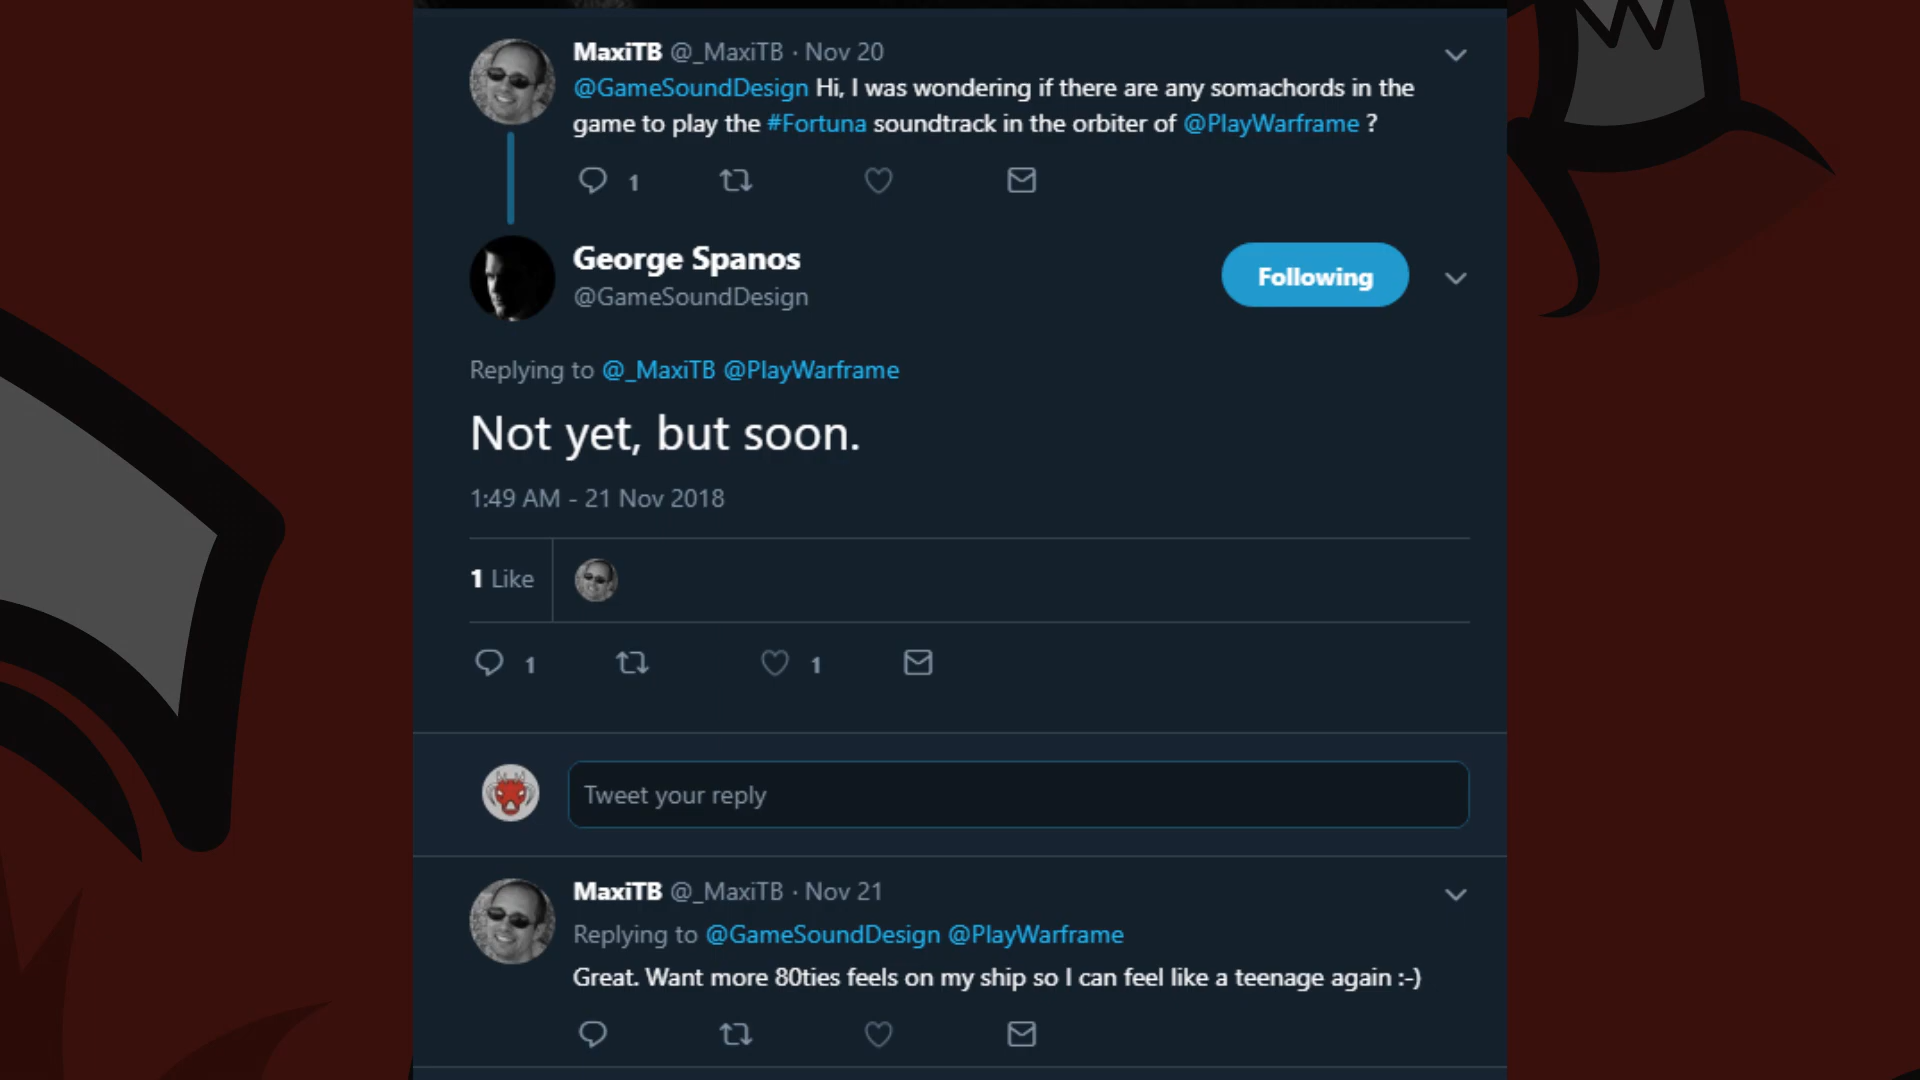 MaxiTB @_MaxiTB · Nov 20
@GameSoundDesign Hi, I was wondering if there are any somachords in the
game to play the #Fortuna soundtrack in the orbiter of @PlayWarframe ?
1
George Spanos
@GameSoundDesign
Following
Replying to @_MaxiTB @PlayWarframe
Not yet, but soon.
1:49 AM - 21 Nov 2018
1 Like
1 1
Tweet your reply
MaxiTB @_MaxiTB · Nov 21
Replying to @GameSoundDesign @PlayWarframe
Great. Want more 80ties feels on my ship so I can feel like a teenage again :-)